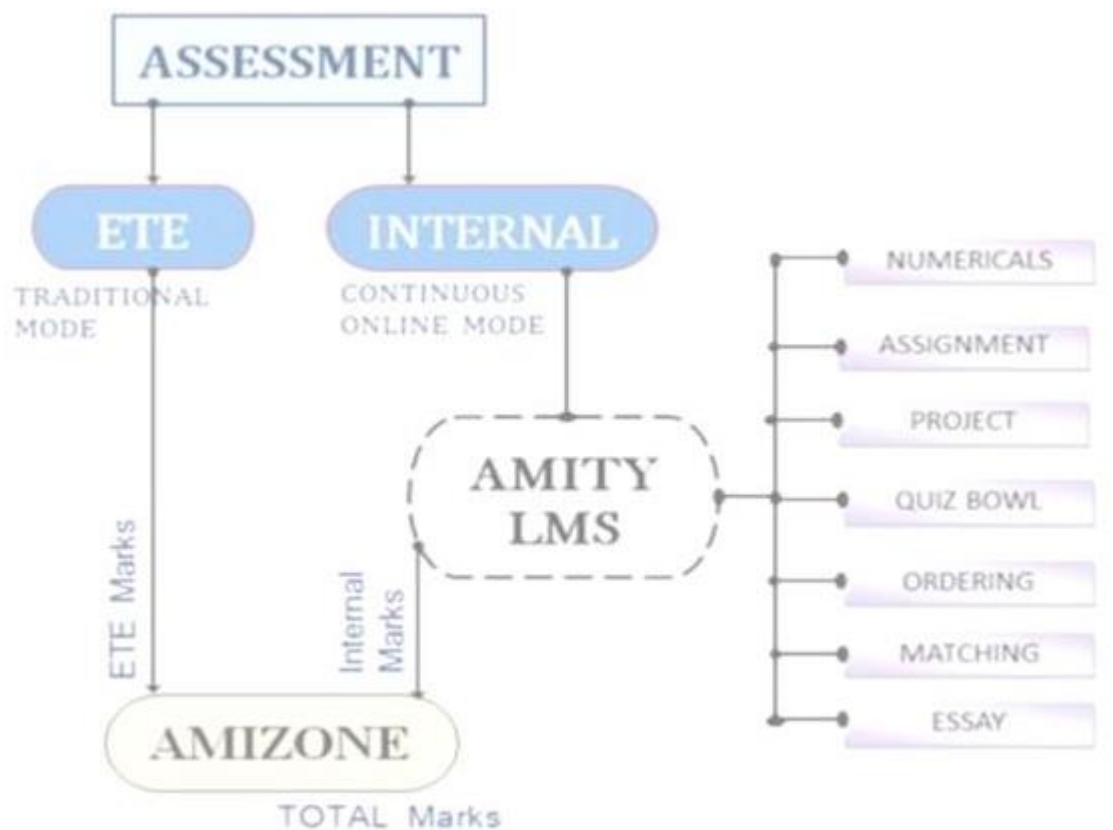 ASSESSMENT
ETE
INTERNAL
TRADITIONAL
MODE
CONTINUOUS
ONLINE MODE
AMITY
LMS
NUMERICALS
ASSIGNMENT
PROJECT
QUIZ BOWL
ORDERING
MATCHING
ESSAY
ETE Marks
Internal
Marks
AMIZONE
TOTAL Marks